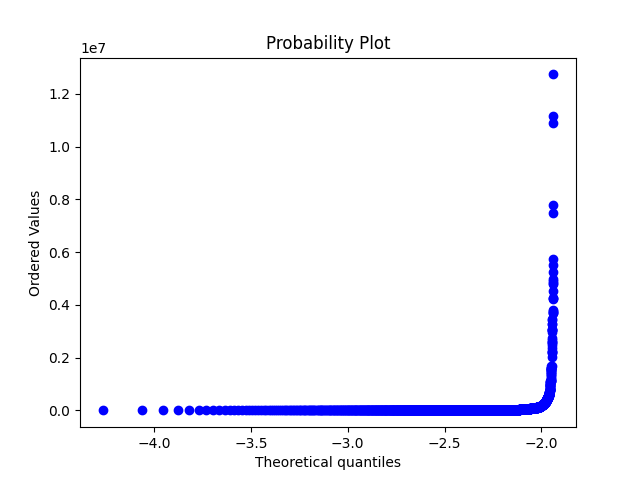 Probability Plot
1e7
1.2
1.0
0.8
0.6
0.4
0.2
0.0
Ordered Values
−4.0 −3.5 −3.0 −2.5 −2.0
Theoretical quantiles